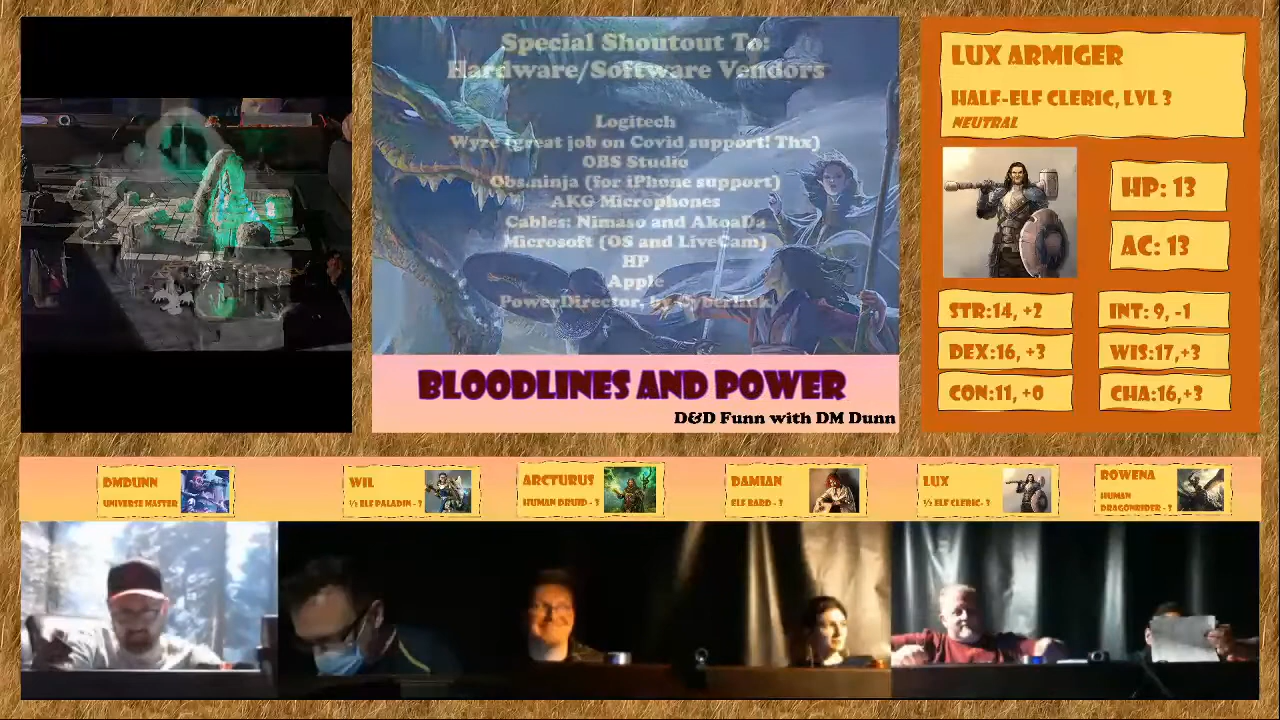 Special Shoutout To:
Hardware/Software Vendors
Logitech
Wyze (great job on Covid support! Thx)
OBS Studio
Obs.ninja (for iPhone support)
AKG Microphones
Cables: Nimaso and AkoaDa
Microsoft (OS and LiveCam)
HP
Apple
PowerDirector, by Cyberlink
BLOODLINES AND POWER
D&D Funn with DM Dunn
LUX ARMIGER
HALF-ELF CLERIC, LVL 3
NEUTRAL
HP: 13
AC: 13
STR:14, +2
INT: 9, -1
DEX:16, +3
WIS:17,+3
CON:11, +0
CHA:16,+3
DMDUNN
UNIVERSE MASTER
WIL
½ ELF PALADIN - 3
ARCTURUS
HUMAN DRUID - 3
DAMIAN
ELF BARD - 3
LUX
½ ELF CLERIC- 3
ROWENA
HUMAN
DRAGONRIDER - 3